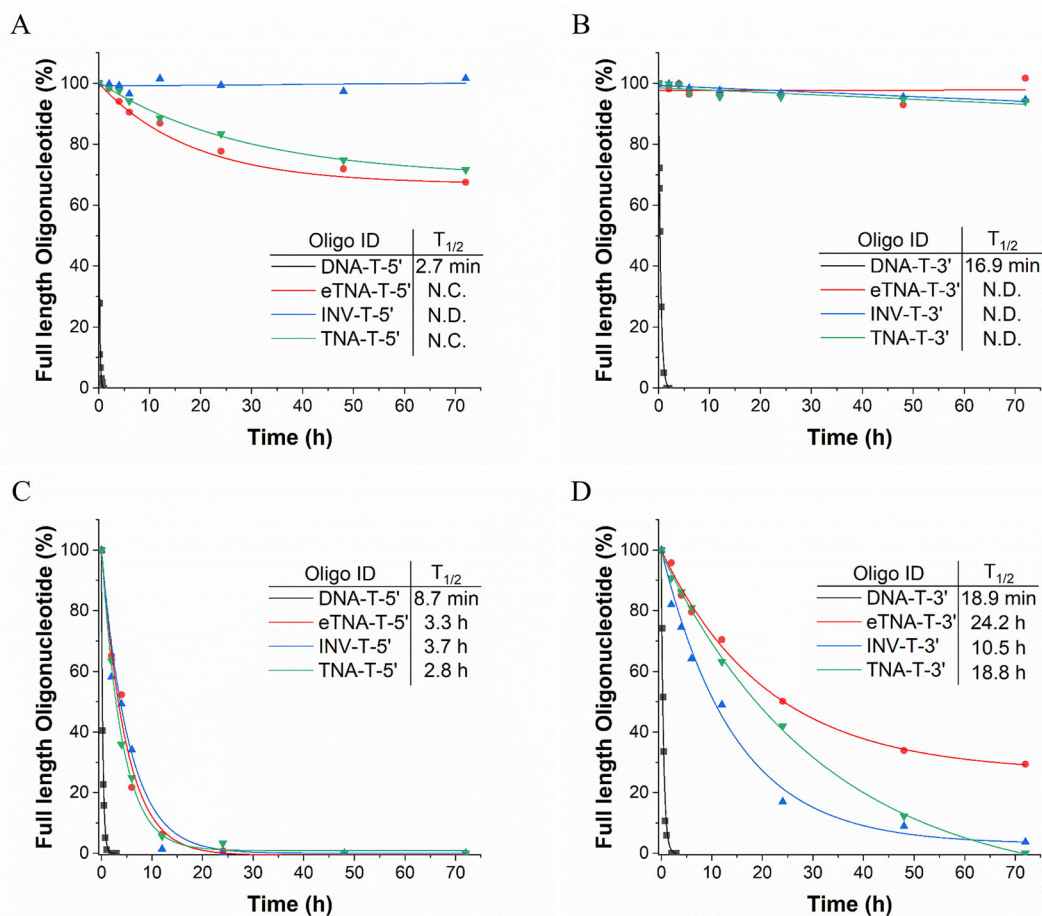 A
Full length Oligonucleotide (%)
100
80
60
40
20
0
Oligo ID T1/2
DNA-T-5' 2.7 min
eTNA-T-5' N.C.
INV-T-5' N.D.
TNA-T-5' N.C.
0 10 20 30 40 50 60 70
Time (h)
B
Full length Oligonucleotide (%)
100
80
60
40
20
0
Oligo ID T1/2
DNA-T-3' 16.9 min
eTNA-T-3' N.D.
INV-T-3' N.D.
TNA-T-3' N.D.
0 10 20 30 40 50 60 70
Time (h)
C
Full length Oligonucleotide (%)
100
80
60
40
20
0
Oligo ID T1/2
DNA-T-5' 8.7 min
eTNA-T-5' 3.3 h
INV-T-5' 3.7 h
TNA-T-5' 2.8 h
0 10 20 30 40 50 60 70
Time (h)
D
Full length Oligonucleotide (%)
100
80
60
40
20
0
Oligo ID T1/2
DNA-T-3' 18.9 min
eTNA-T-3' 24.2 h
INV-T-3' 10.5 h
TNA-T-3' 18.8 h
0 10 20 30 40 50 60 70
Time (h)